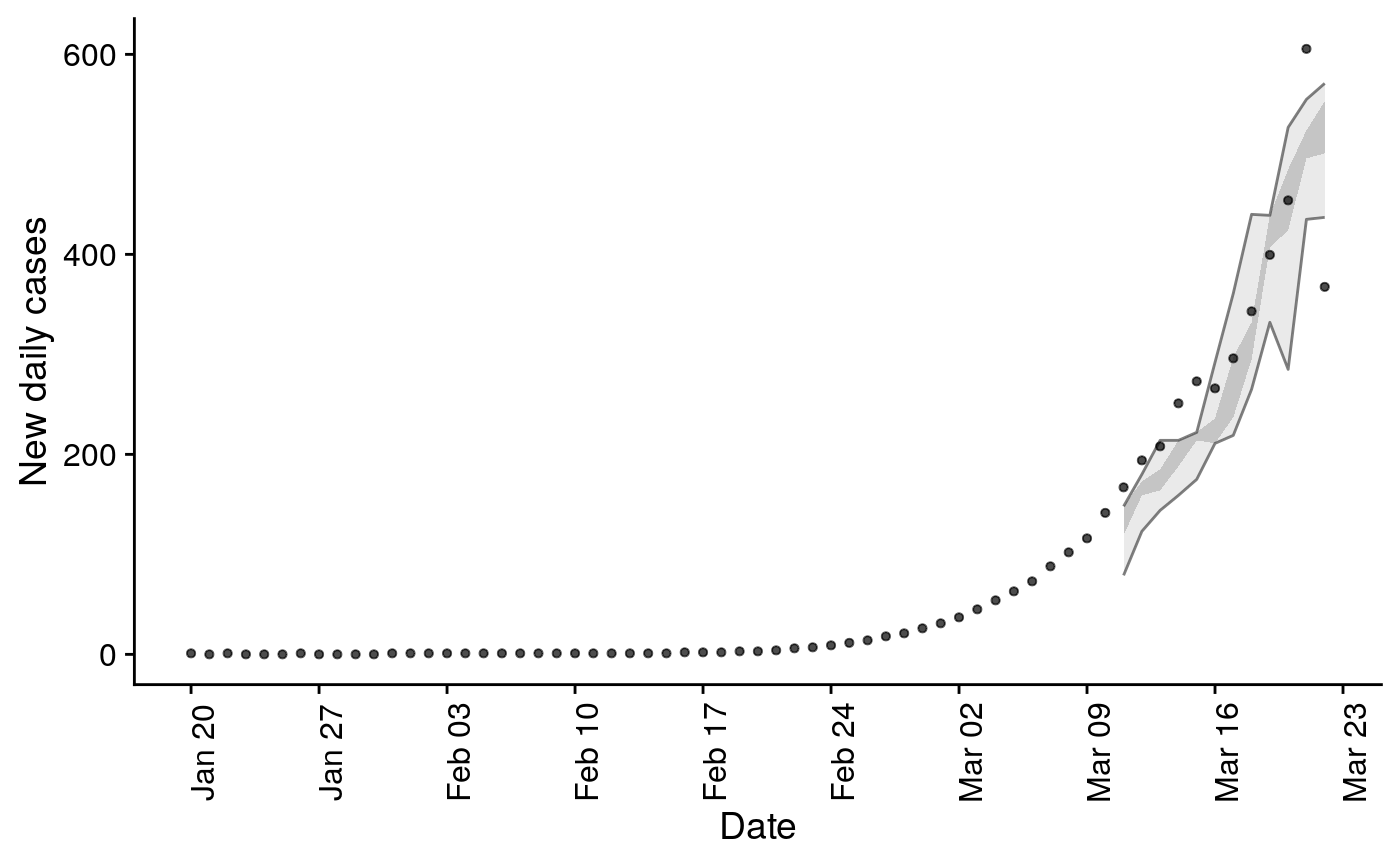 New daily cases
600
400
200
0
Jan 20
Jan 27
Feb 03
Feb 10
Feb 17
Feb 24
Mar 02
Mar 09
Mar 16
Mar 23
Date